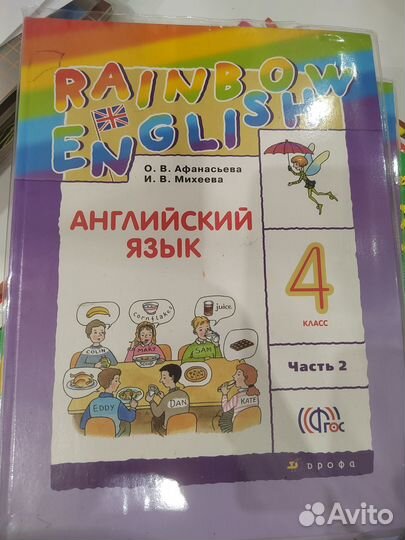 RAINBOW
ENGLISH
О. В. Афанасьева
И. В. Михеева
АНГЛИЙСКИЙ
ЯЗЫК
4
КЛАСС
Часть 2
cornflakes
juice
COLIN
MARY
SAM
EDDY
DAN
KATE
ФГОС
дрофа
Avito